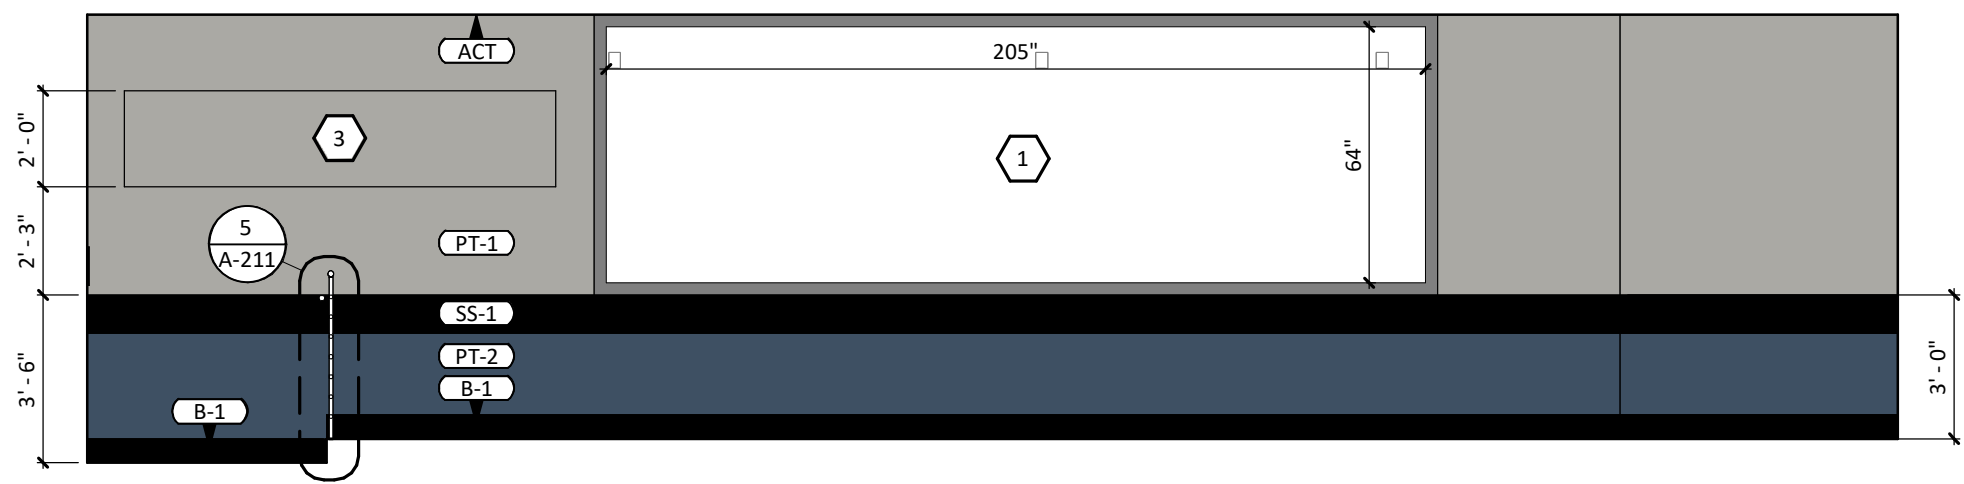 ACT
205"
2' - 0"
3
1
64"
2' - 3"
5
A-211
PT-1
SS-1
3' - 6"
PT-2
3' - 0"
B-1
B-1